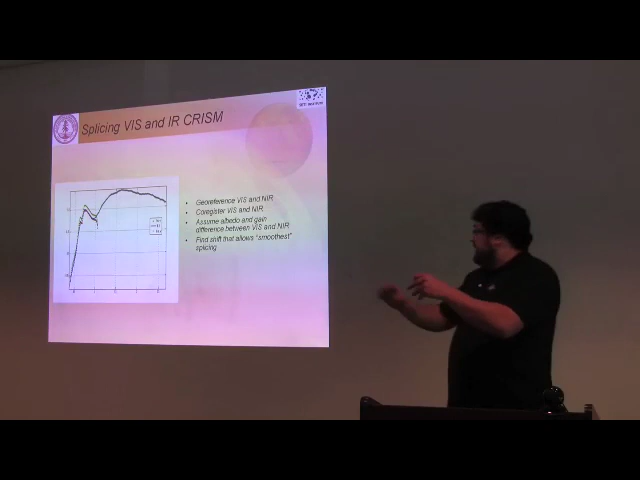 Splicing VIS and IR CRISM
• Georeference VIS and NIR
• Coregister VIS and NIR
• Assume albedo and gain
difference between VIS and NIR
• Find shift that allows "smoothest"
splicing